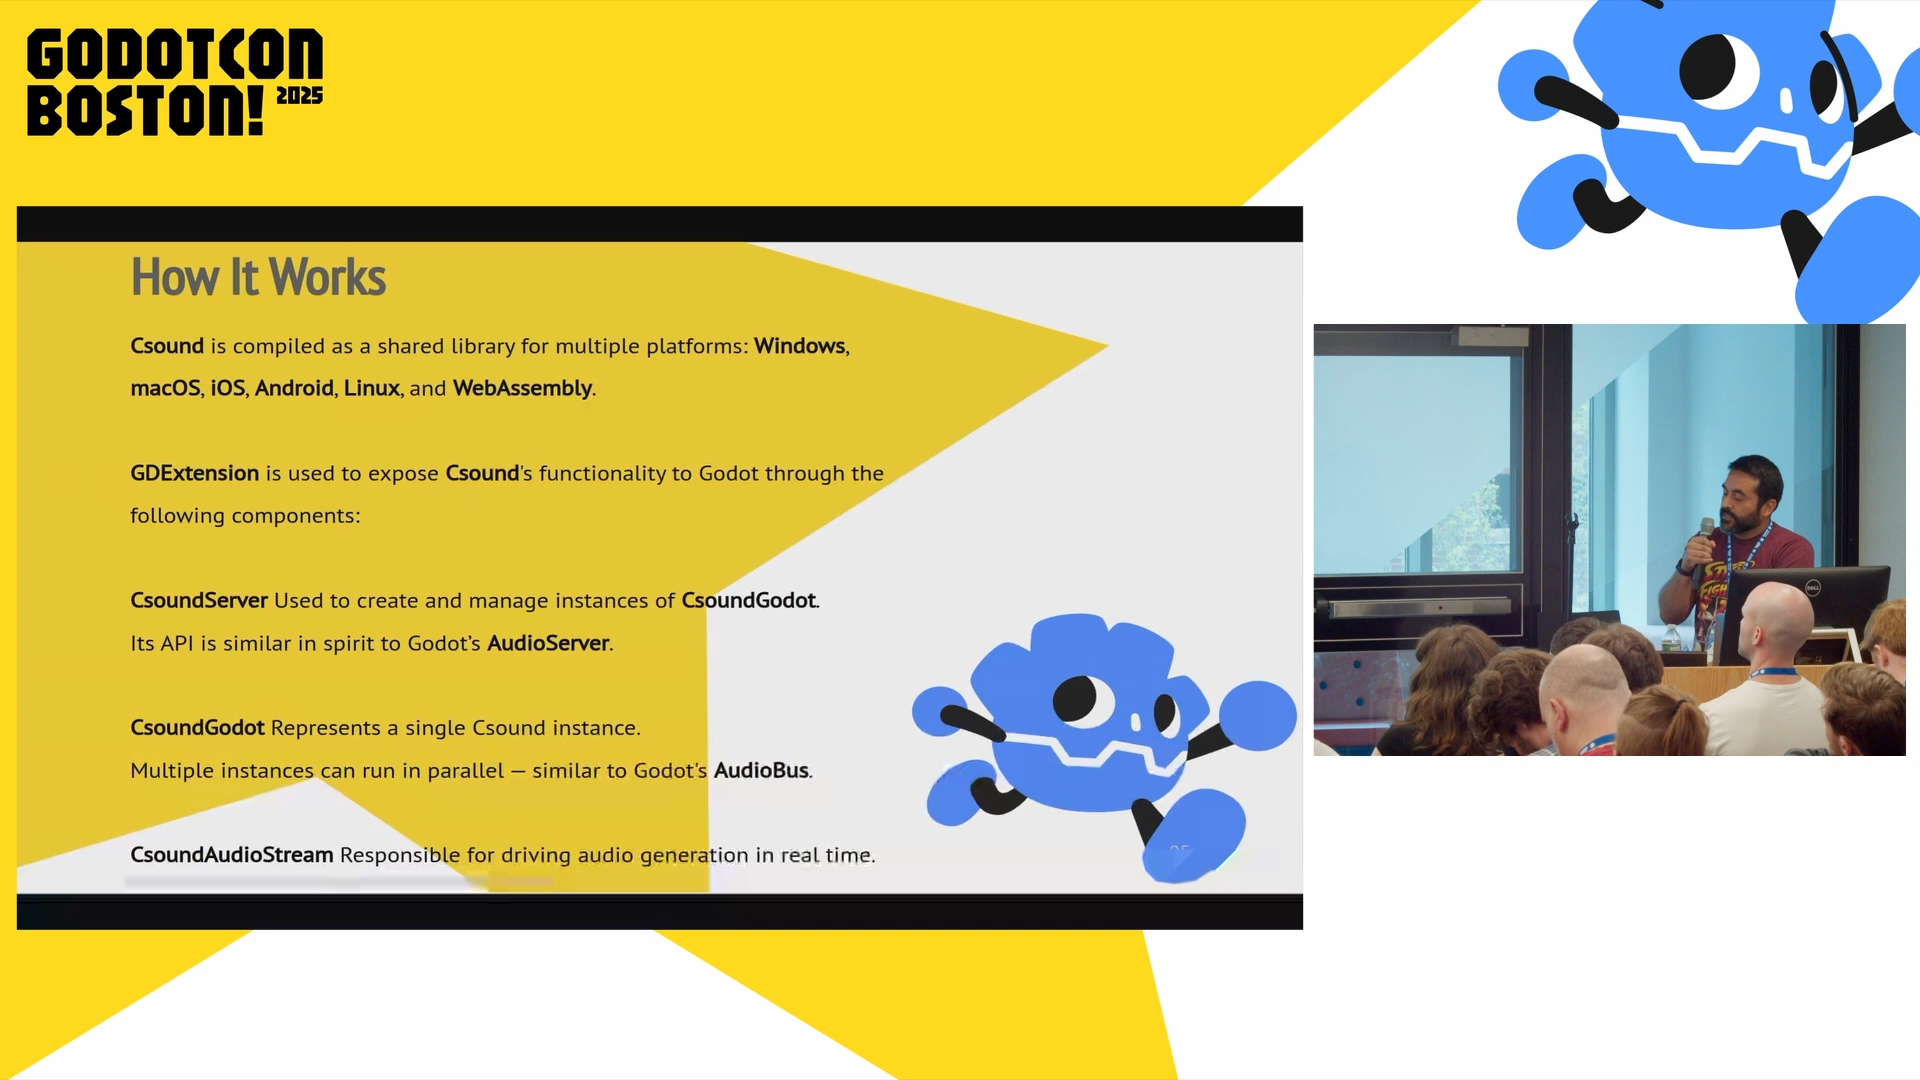 GODOTCON
BOSTON! 2025
How It Works
Csound is compiled as a shared library for multiple platforms: Windows,
macOS, iOS, Android, Linux, and WebAssembly.
GDExtension is used to expose Csound's functionality to Godot through the
following components:
CsoundServer Used to create and manage instances of CsoundGodot.
Its API is similar in spirit to Godot’s AudioServer.
CsoundGodot Represents a single Csound instance.
Multiple instances can run in parallel — similar to Godot's AudioBus.
CsoundAudioStream Responsible for driving audio generation in real time.
DELL